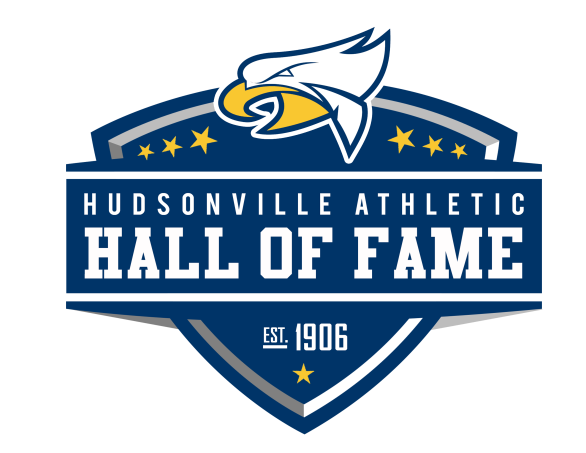 HUDSONVILLE ATHLETIC
HALL OF FAME
EST. 1906